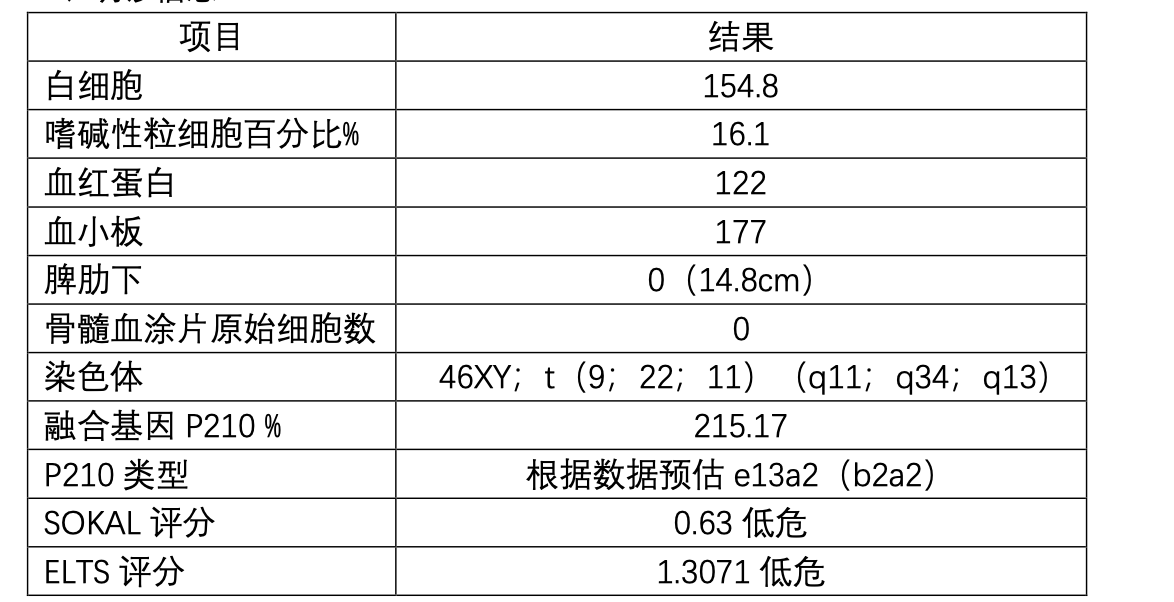 项目 结果
白细胞 154.8
嗜碱性粒细胞百分比% 16.1
血红蛋白 122
血小板 177
脾肋下 0（14.8cm）
骨髓血涂片原始细胞数 0
染色体 46XY；t（9；22；11）（q11；q34；q13）
融合基因 P210 % 215.17
P210 类型 根据数据预估 e13a2（b2a2）
SOKAL 评分 0.63 低危
ELTS 评分 1.3071 低危